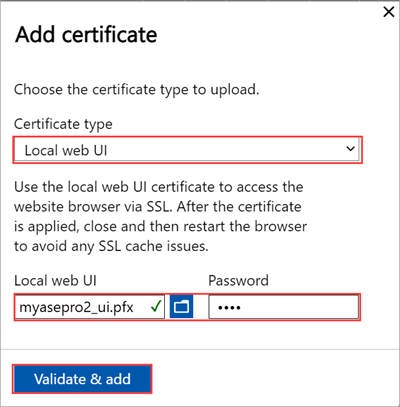 Add certificate
Choose the certificate type to upload.
Certificate type
Local web UI
Use the local web UI certificate to access the
website browser via SSL. After the certificate
is applied, close and then restart the browser
to avoid any SSL cache issues.
Local web UI Password
myasepro2_ui.pfx ••••
Validate & add